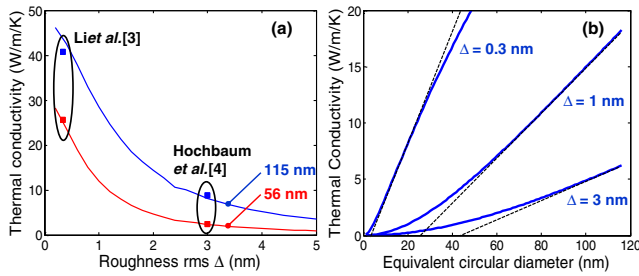 (a)
Thermal conductivity (W/m/K)
50
40
30
20
10
0
Li et al.[3]
Hochbaum
et al.[4]
115 nm
56 nm
0 1 2 3 4 5
Roughness rms Δ (nm)
(b)
Thermal Conductivity (W/m/K)
20
15
10
5
0
Δ = 0.3 nm
Δ = 1 nm
Δ = 3 nm
0 20 40 60 80 100 120
Equivalent circular diameter (nm)